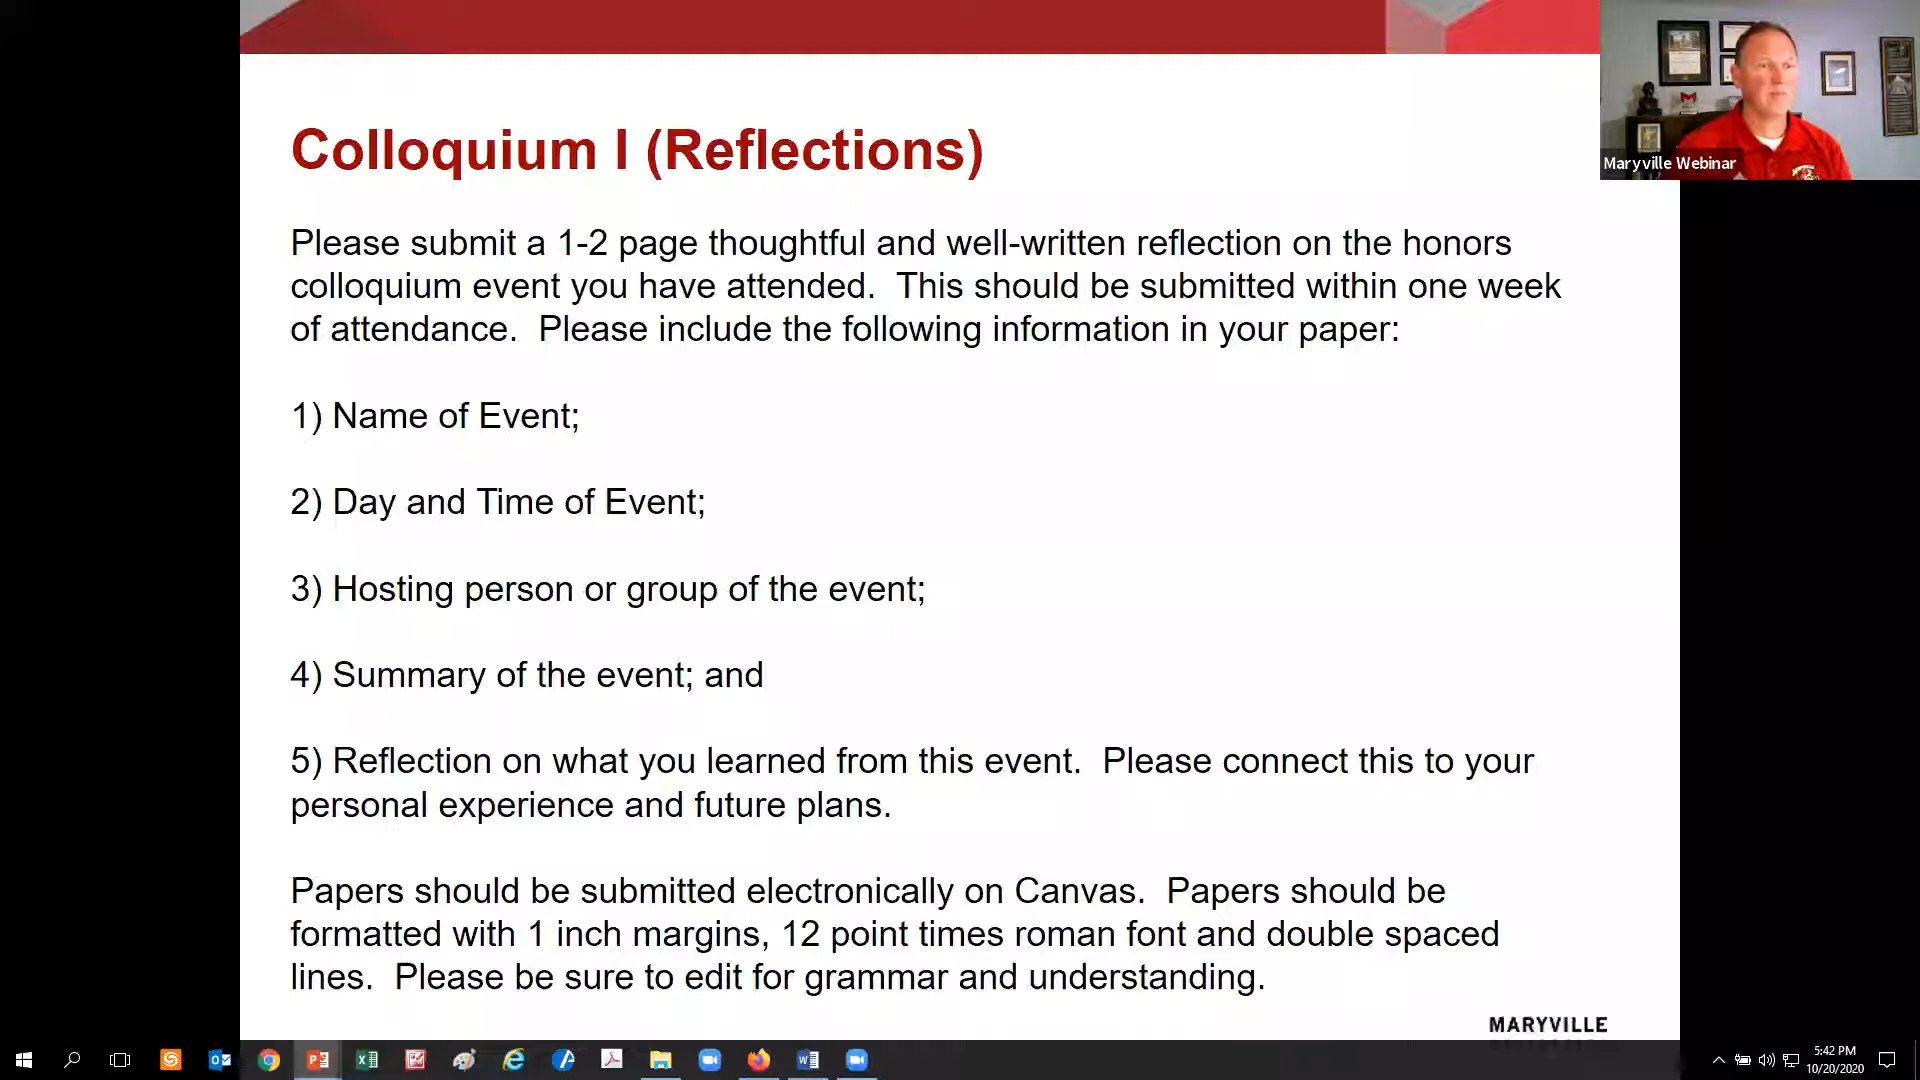 Colloquium I (Reflections)
Maryville Webinar
Please submit a 1-2 page thoughtful and well-written reflection on the honors
colloquium event you have attended.  This should be submitted within one week
of attendance.  Please include the following information in your paper:
1) Name of Event;
2) Day and Time of Event;
3) Hosting person or group of the event;
4) Summary of the event; and
5) Reflection on what you learned from this event.  Please connect this to your
personal experience and future plans.
Papers should be submitted electronically on Canvas.  Papers should be
formatted with 1 inch margins, 12 point times roman font and double spaced
lines.  Please be sure to edit for grammar and understanding.
MARYVILLE
5:42 PM
10/20/2020